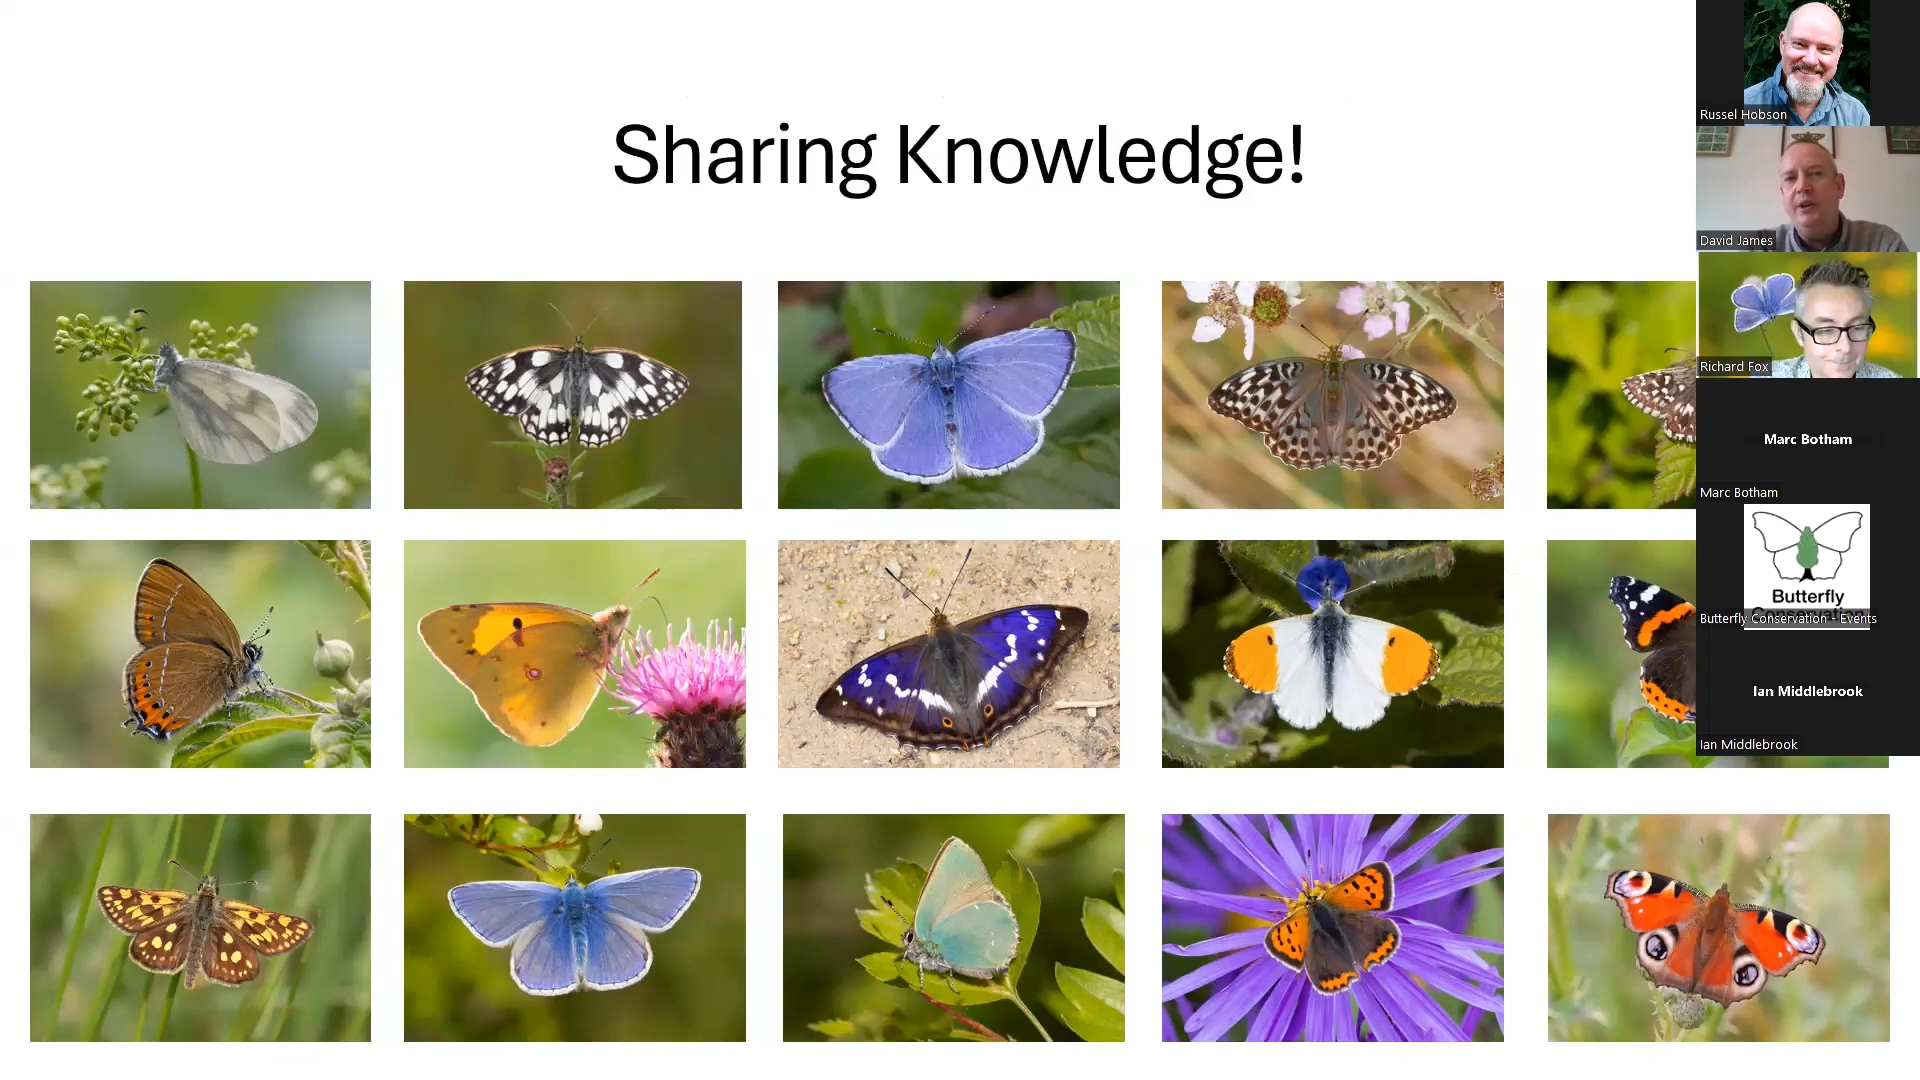 Sharing Knowledge!
Russel Hobson
David James
Richard Fox
Marc Botham
Marc Botham
Butterfly
Conservation
Butterfly Conservation - Events
Ian Middlebrook
Ian Middlebrook